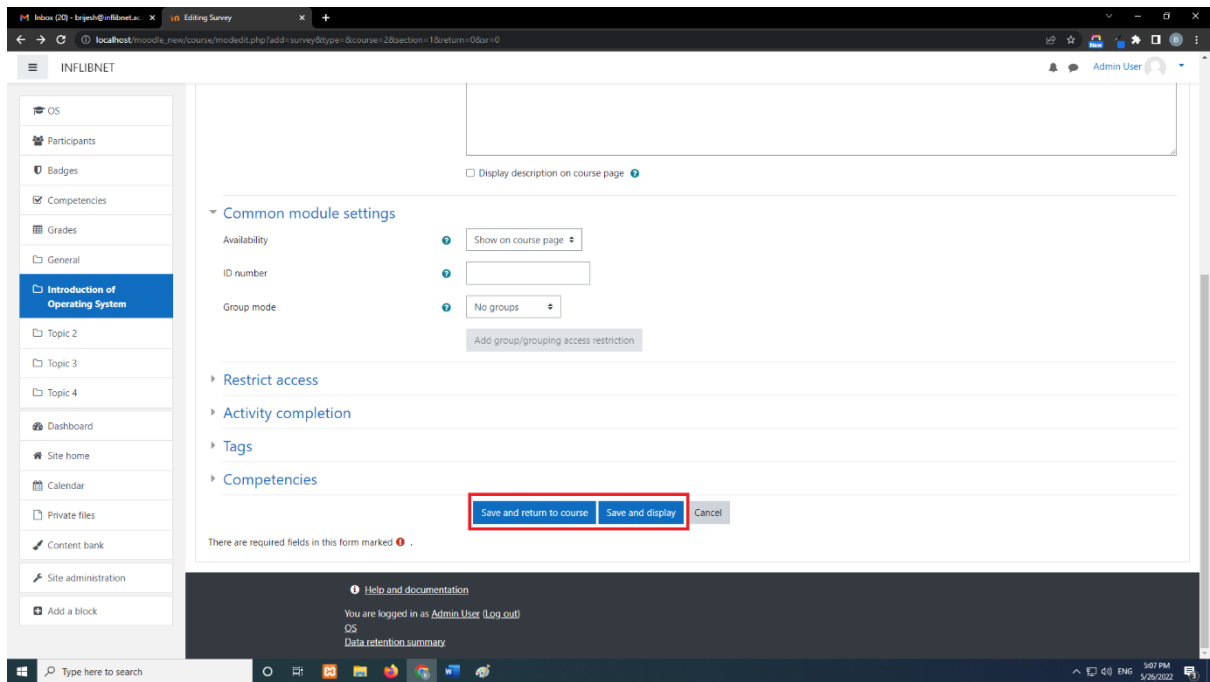 Inbox (20) - brijesh@inflibnet.ac. X
Editing Survey X +
localhost/moodle_new/course/modedit.php?add=survey&type=&course=2&section=1&return=0&sr=0
New
B
INFLIBNET
Admin User
OS
Participants
Badges
Competencies
Grades
General
Introduction of
Operating System
Topic 2
Topic 3
Topic 4
Dashboard
Site home
Calendar
Private files
Content bank
Site administration
Add a block
Display description on course page
Common module settings
Availability Show on course page
ID number
Group mode No groups
Add group/grouping access restriction
Restrict access
Activity completion
Tags
Competencies
Save and return to course Save and display Cancel
There are required fields in this form marked .
Help and documentation
You are logged in as Admin User (Log out)
OS
Data retention summary
Type here to search
ENG
5:07 PM
5/26/2022